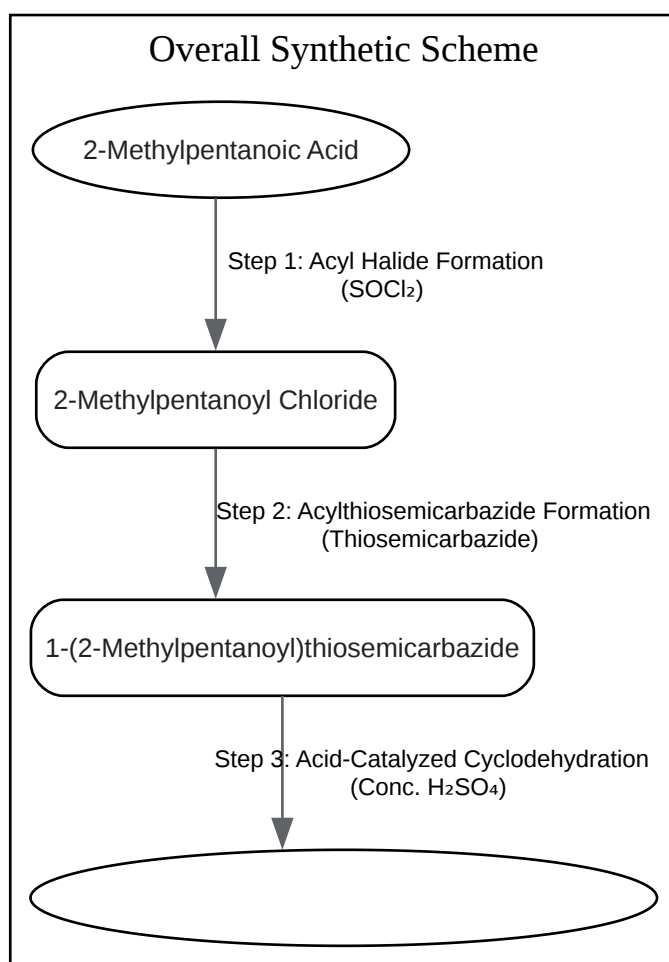 Overall Synthetic Scheme
2-Methylpentanoic Acid
Step 1: Acyl Halide Formation
(SOCl₂)
2-Methylpentanoyl Chloride
Step 2: Acylthiosemicarbazide Formation
(Thiosemicarbazide)
1-(2-Methylpentanoyl)thiosemicarbazide
Step 3: Acid-Catalyzed Cyclodehydration
(Conc. H₂SO₄)